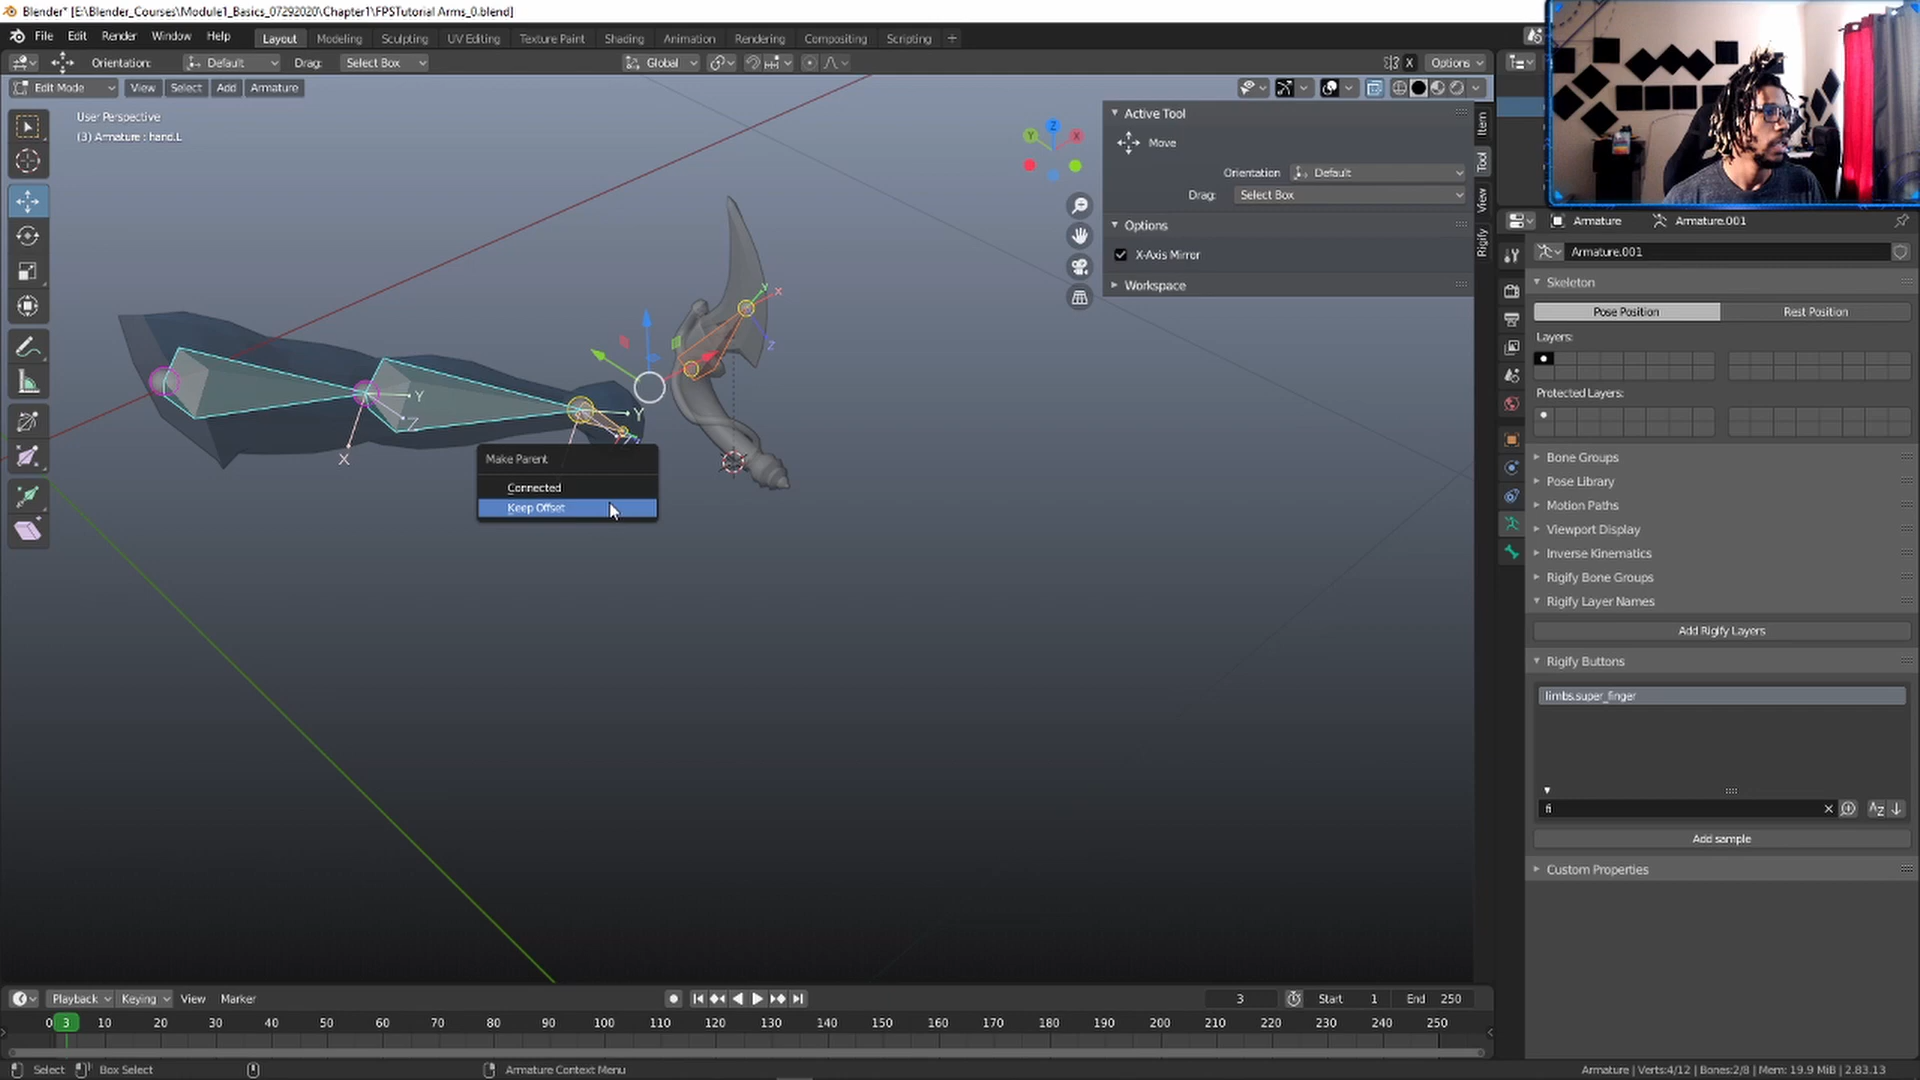 Blender* [E:\Blender_Courses\Module1_Basics_07292020\Chapter1\FPSTutorial Arms_0.blend]
File Edit Render Window Help Layout Modeling Sculpting UV Editing Texture Paint Shading Animation Rendering Compositing Scripting +
Orientation: Default Drag: Select Box Global X Options
Edit Mode View Select Add Armature
User Perspective
(3) Armature : hand.L
Active Tool
Move
Orientation Default
Drag: Select Box
Options
X-Axis Mirror
Workspace
Item
Tool
View
Rigify
Z
Y X
Y X
Z
Y
Z
X
Y
Make Parent
Connected
Keep Offset
Armature Armature.001
Armature.001
Skeleton
Pose Position Rest Position
Layers:
Protected Layers:
Bone Groups
Pose Library
Motion Paths
Viewport Display
Inverse Kinematics
Rigify Bone Groups
Rigify Layer Names
Add Rigify Layers
Rigify Buttons
limbs.super_finger
fi
Add sample
Custom Properties
Playback Keying View Marker 3 Start 1 End 250
0 3 10 20 30 40 50 60 70 80 90 100 110 120 130 140 150 160 170 180 190 200 210 220 230 240 250
Select Box Select Armature Context Menu Armature | Verts:4/12 | Bones:2/8 | Mem: 19.9 MiB | 2.83.13